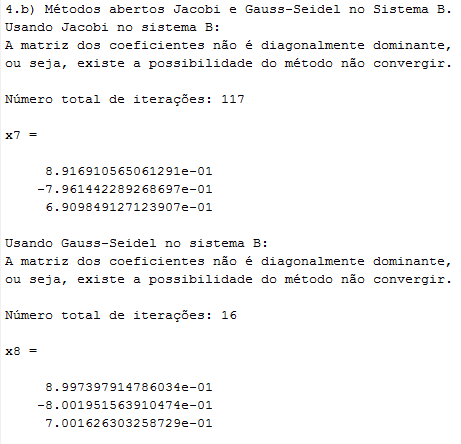 4.b) Métodos abertos Jacobi e Gauss-Seidel no Sistema B.
Usando Jacobi no sistema B:
A matriz dos coeficientes não é diagonalmente dominante,
ou seja, existe a possibilidade do método não convergir.
Número total de iterações: 117
x7 =
8.916910565061291e-01
-7.961442289268697e-01
6.909849127123907e-01
Usando Gauss-Seidel no sistema B:
A matriz dos coeficientes não é diagonalmente dominante,
ou seja, existe a possibilidade do método não convergir.
Número total de iterações: 16
x8 =
8.997397914786034e-01
-8.001951563910474e-01
7.001626303258729e-01